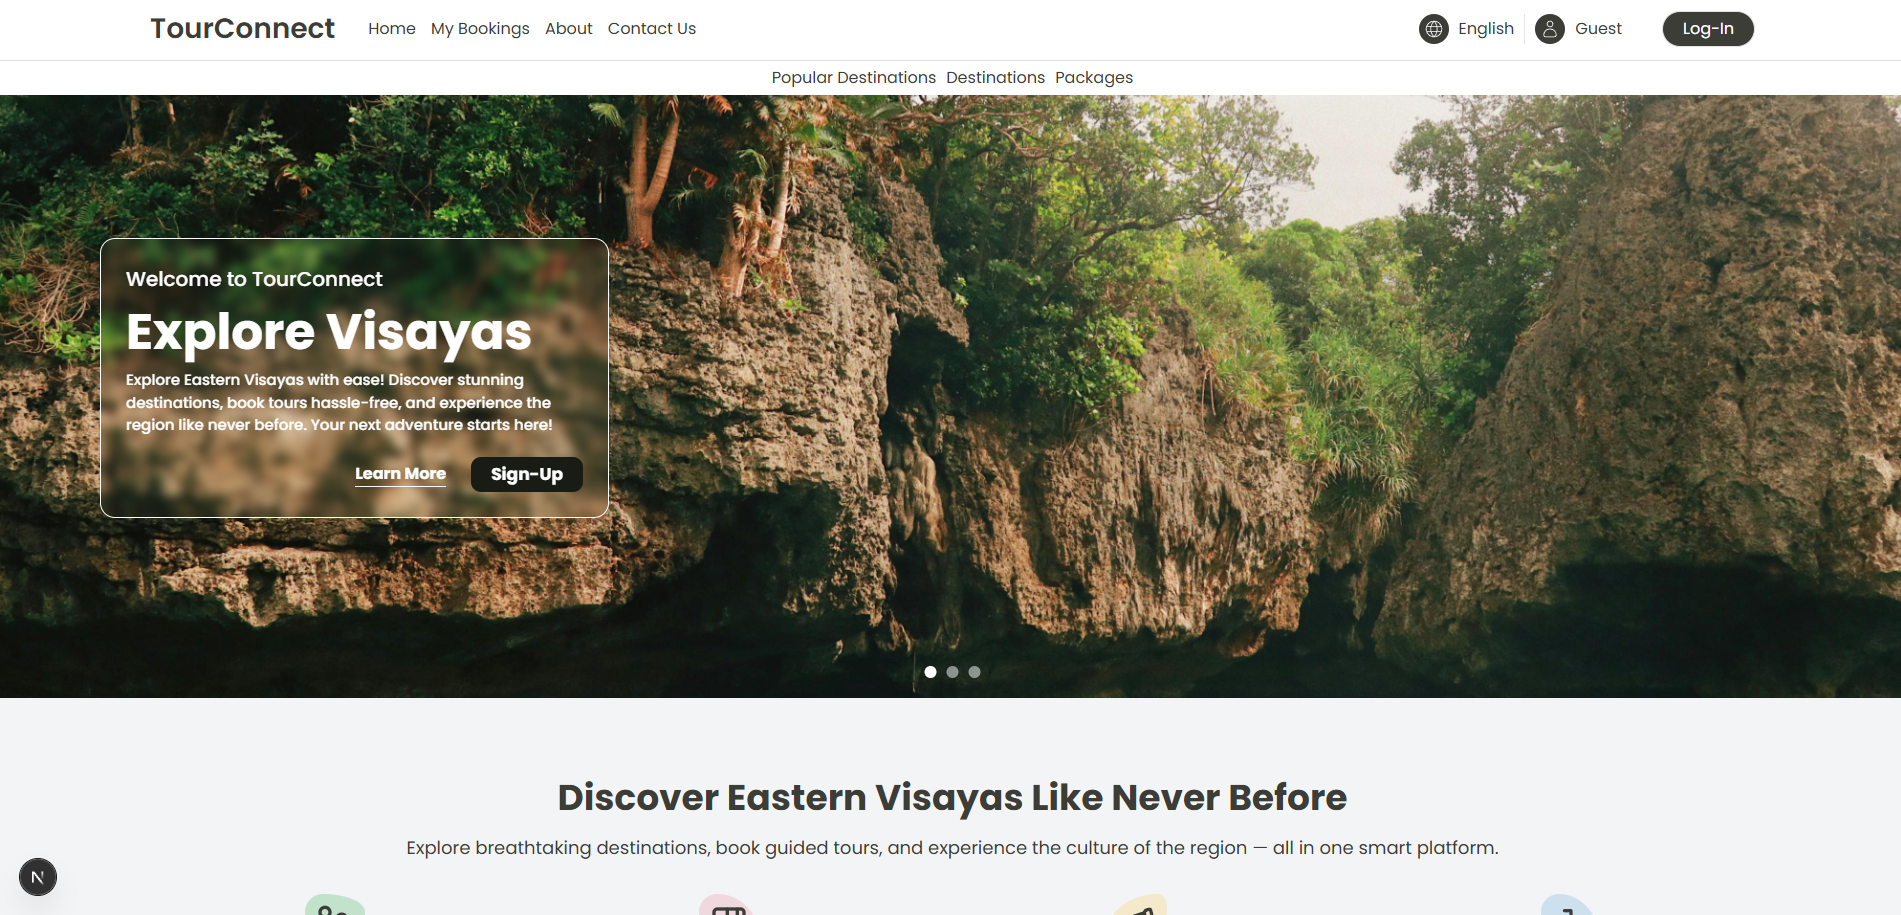 TourConnect Home My Bookings About Contact Us English Guest Log-In
Popular Destinations Destinations Packages
Welcome to TourConnect
Explore Visayas
Explore Eastern Visayas with ease! Discover stunning
destinations, book tours hassle-free, and experience the
region like never before. Your next adventure starts here!
Learn More Sign-Up
Discover Eastern Visayas Like Never Before
Explore breathtaking destinations, book guided tours, and experience the culture of the region — all in one smart platform.
N